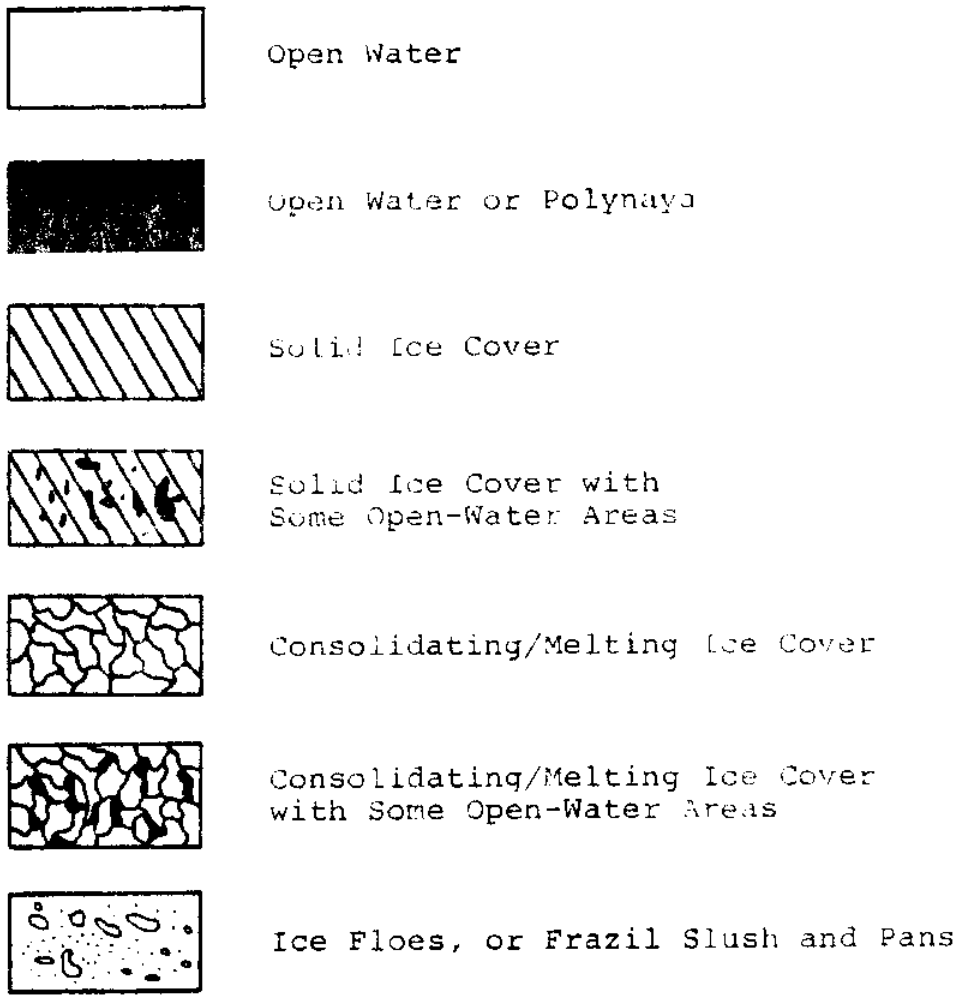 Open Water
Open Water or Polynaya
Solid Ice Cover
Solid Ice Cover with
Some Open-Water Areas
Consolidating/Melting Ice Cover
Consolidating/Melting Ice Cover
with Some Open-Water Areas
Ice Floes, or Frazil Slush and Pans